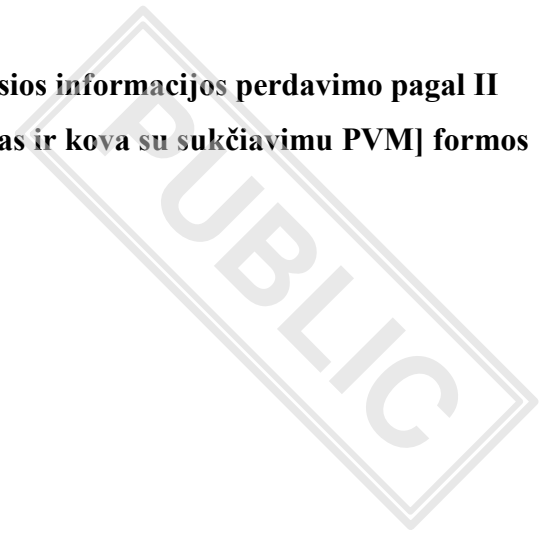 sios informacijos perdavimo pagal II
as ir kova su sukčiavimu PVM] formos
PUBLIC